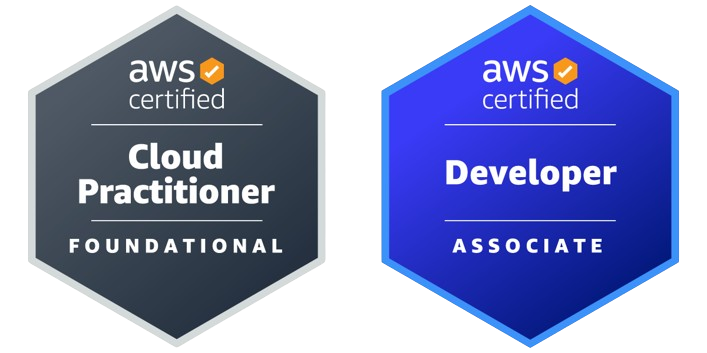 aws
certified
Cloud
Practitioner
FOUNDATIONAL
aws
certified
Developer
ASSOCIATE